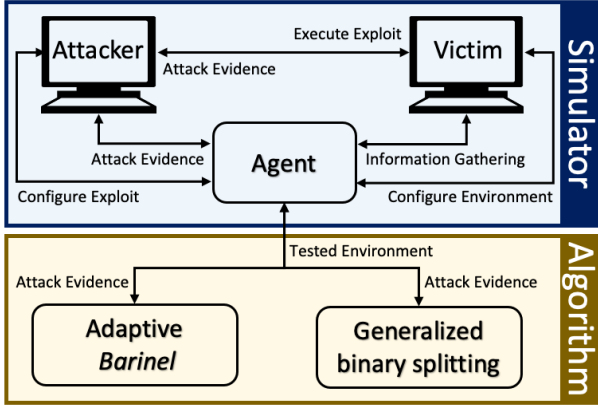 Attacker
Execute Exploit
Attack Evidence
Victim
Simulator
Attack Evidence
Agent
Information Gathering
Configure Exploit
Configure Environment
Tested Environment
Attack Evidence
Attack Evidence
Algorithm
Adaptive
Barinel
Generalized
binary splitting